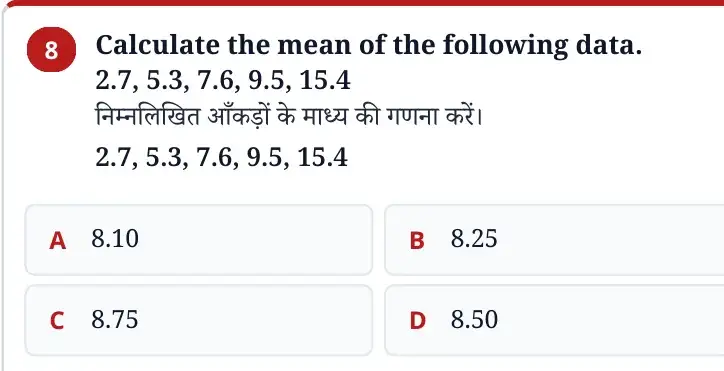 8 Calculate the mean of the following data.
2.7, 5.3, 7.6, 9.5, 15.4
निम्नलिखित आँकड़ों के माध्य की गणना करें।
2.7, 5.3, 7.6, 9.5, 15.4
A 8.10
B 8.25
C 8.75
D 8.50